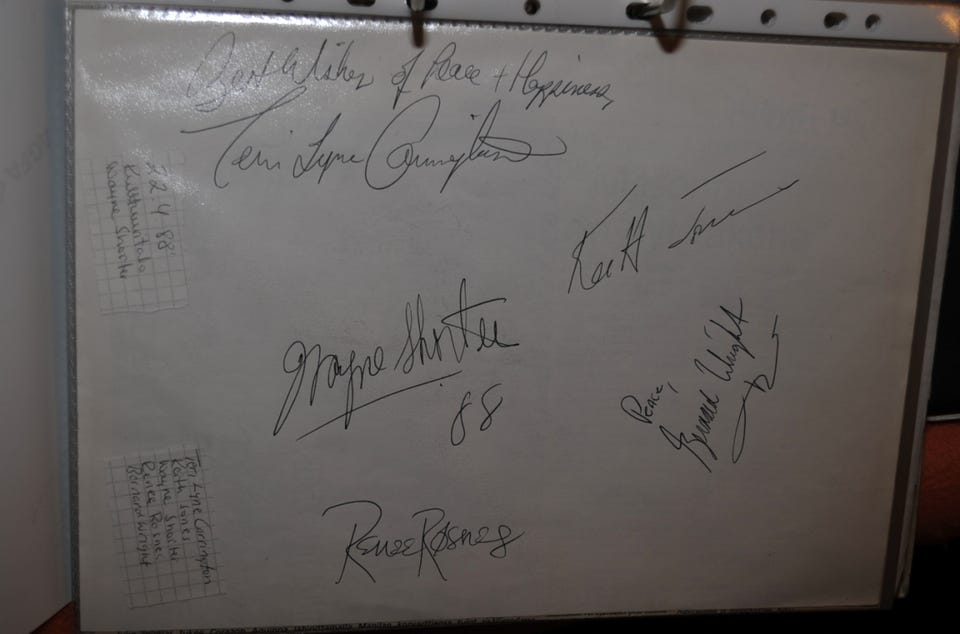 Best Wishes of Peace + Happiness,
Terri Lyne Carrington
Keith Jones
Wayne Shorter
88
Peace,
Bernard Wright
Renee Rosnes
22.4 88
Kulttuuritalo
Wayne Shorter
Terri Lyne Carrington
Keith Jones
Wayne Shorter
Renee Rosnes
Bernard Wright